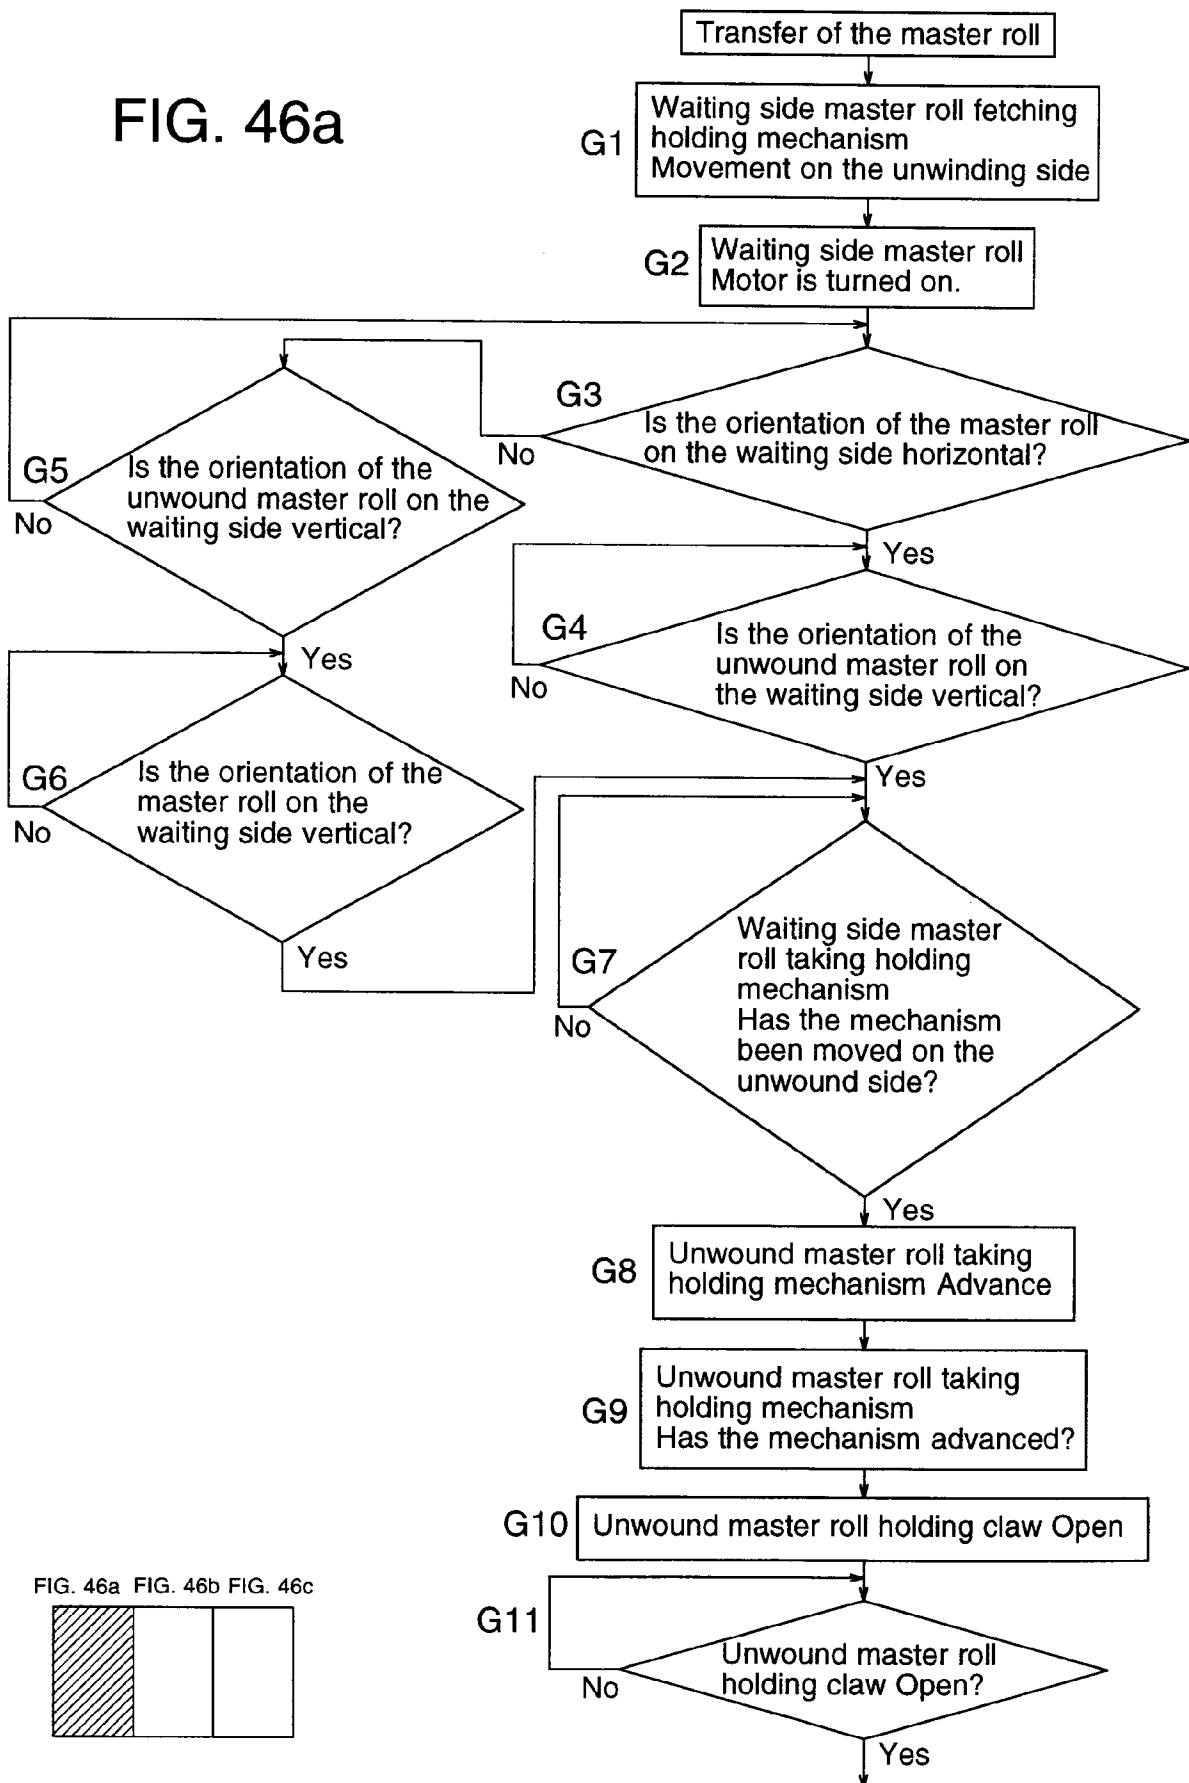 Transfer of the master roll
FIG. 46a
G1
Waiting side master roll fetching
holding mechanism
Movement on the unwinding side
G2
Waiting side master roll
Motor is turned on.
G3
Is the orientation of the master roll
on the waiting side horizontal?
No
Yes
G5
Is the orientation of the
unwound master roll on the
waiting side vertical?
No
Yes
G4
Is the orientation of the
unwound master roll on
the waiting side vertical?
No
Yes
G6
Is the orientation of the
master roll on the
waiting side vertical?
No
Yes
G7
Waiting side master
roll taking holding
mechanism
Has the mechanism
been moved on the
unwound side?
No
Yes
G8
Unwound master roll taking
holding mechanism Advance
G9
Unwound master roll taking
holding mechanism
Has the mechanism advanced?
G10
Unwound master roll holding claw Open
G11
Unwound master roll
holding claw Open?
No
Yes
FIG. 46a FIG. 46b FIG. 46c